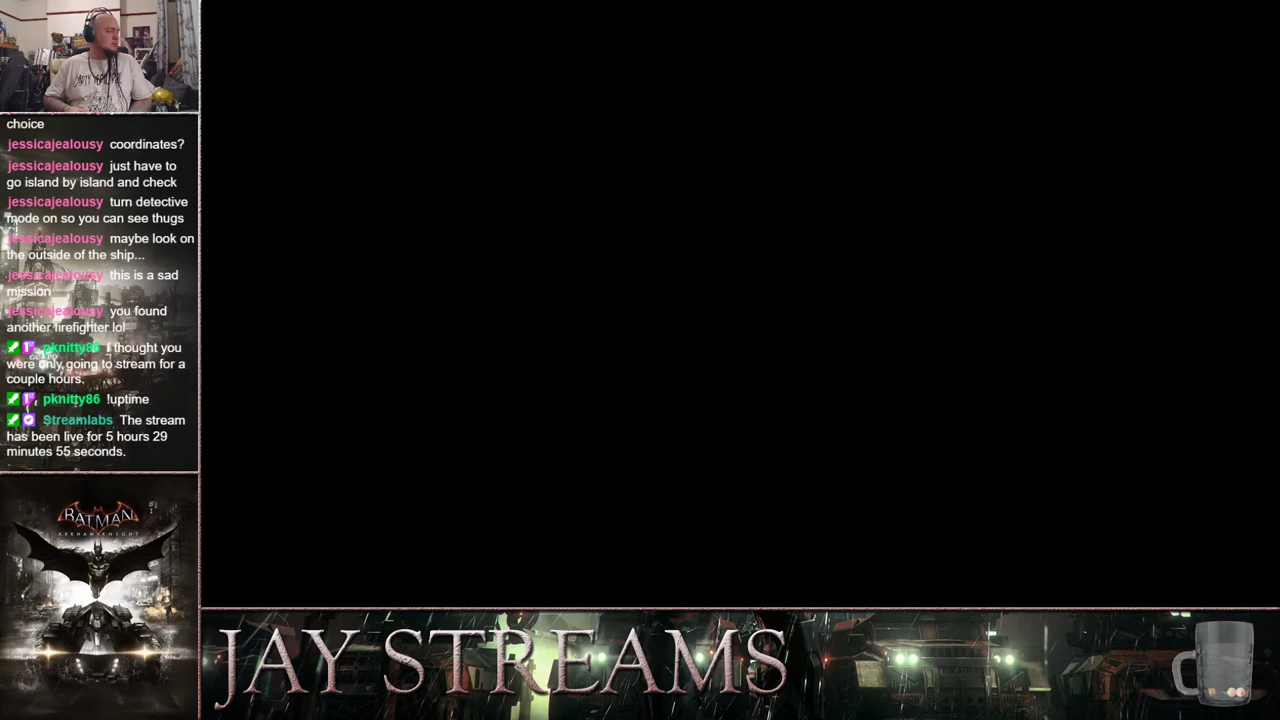 choice
jessicajealousy coordinates?
jessicajealousy just have to
go island by island and check
jessicajealousy turn detective
mode on so you can see thugs
jessicajealousy maybe look on
the outside of the ship...
jessicajealousy this is a sad
mission
jessicajealousy you found
another firefighter lol
pknitty86 I thought you
were only going to stream for a
couple hours.
pknitty86 !uptime
Streamlabs The stream
has been live for 5 hours 29
minutes 55 seconds.
BATMAN
ARKHAM KNIGHT
JAY STREAMS